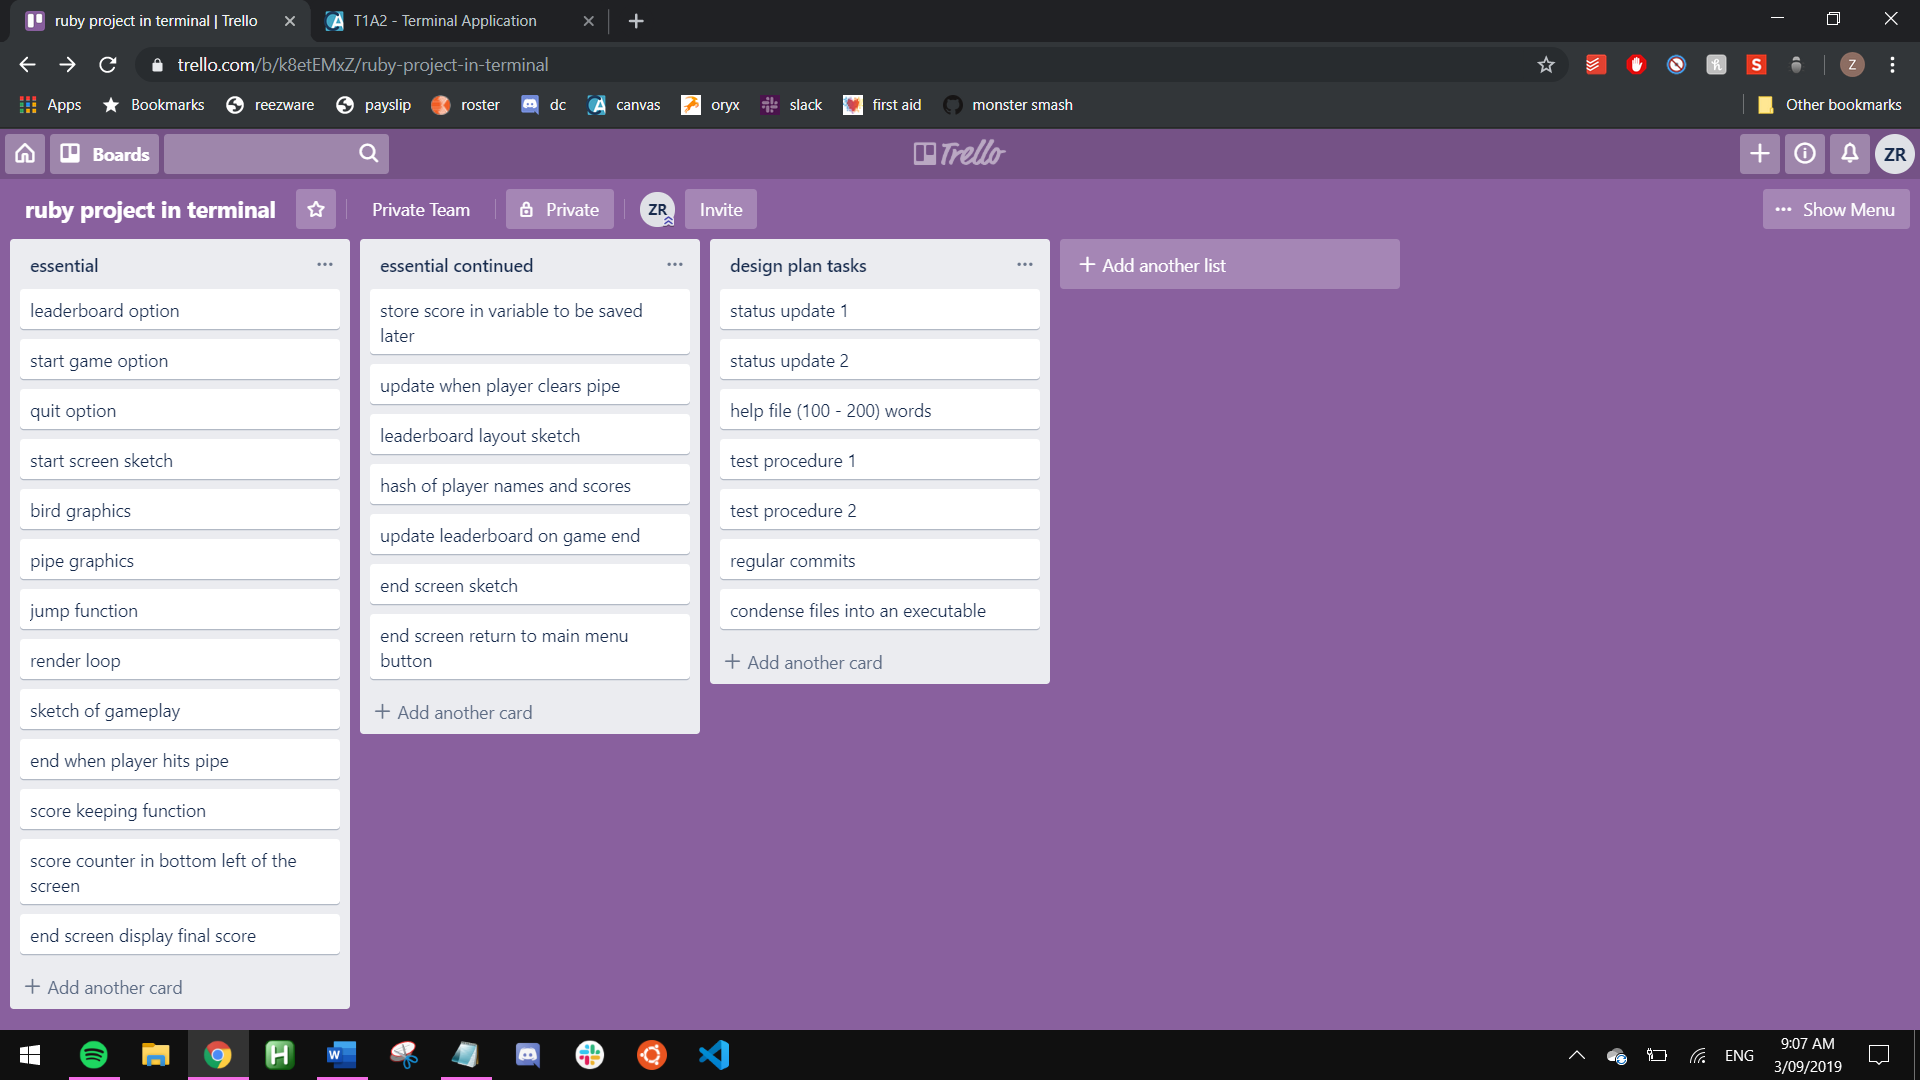 ruby project in terminal | Trello
T1A2 - Terminal Application
trello.com/b/k8etEMxZ/ruby-project-in-terminal
Z
Apps
Bookmarks
reezware
payslip
roster
dc
canvas
oryx
slack
first aid
monster smash
Other bookmarks
Boards
Trello
ZR
ruby project in terminal
Private Team
Private
ZR
Invite
Show Menu
essential
leaderboard option
start game option
quit option
start screen sketch
bird graphics
pipe graphics
jump function
render loop
sketch of gameplay
end when player hits pipe
score keeping function
score counter in bottom left of the
screen
end screen display final score
+ Add another card
essential continued
store score in variable to be saved
later
update when player clears pipe
leaderboard layout sketch
hash of player names and scores
update leaderboard on game end
end screen sketch
end screen return to main menu
button
+ Add another card
design plan tasks
status update 1
status update 2
help file (100 - 200) words
test procedure 1
test procedure 2
regular commits
condense files into an executable
+ Add another card
+ Add another list
ENG
9:07 AM
3/09/2019